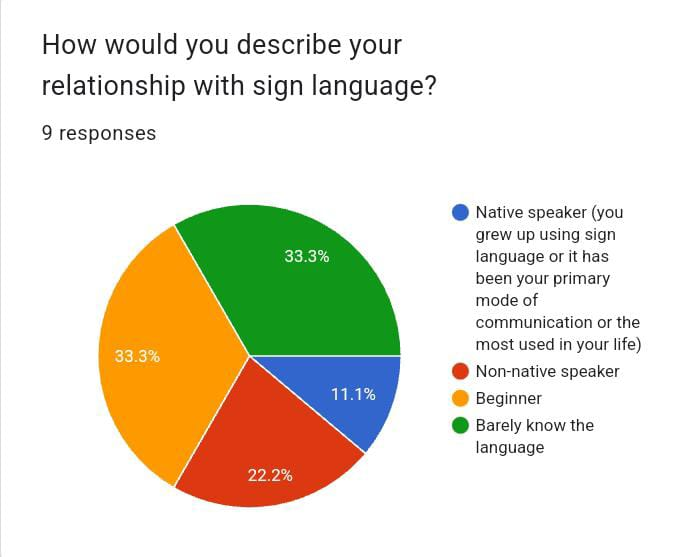 How would you describe your
relationship with sign language?
9 responses
33.3%
33.3%
11.1%
22.2%
Native speaker (you
grew up using sign
language or it has
been your primary
mode of
communication or the
most used in your life)
Non-native speaker
Beginner
Barely know the
language